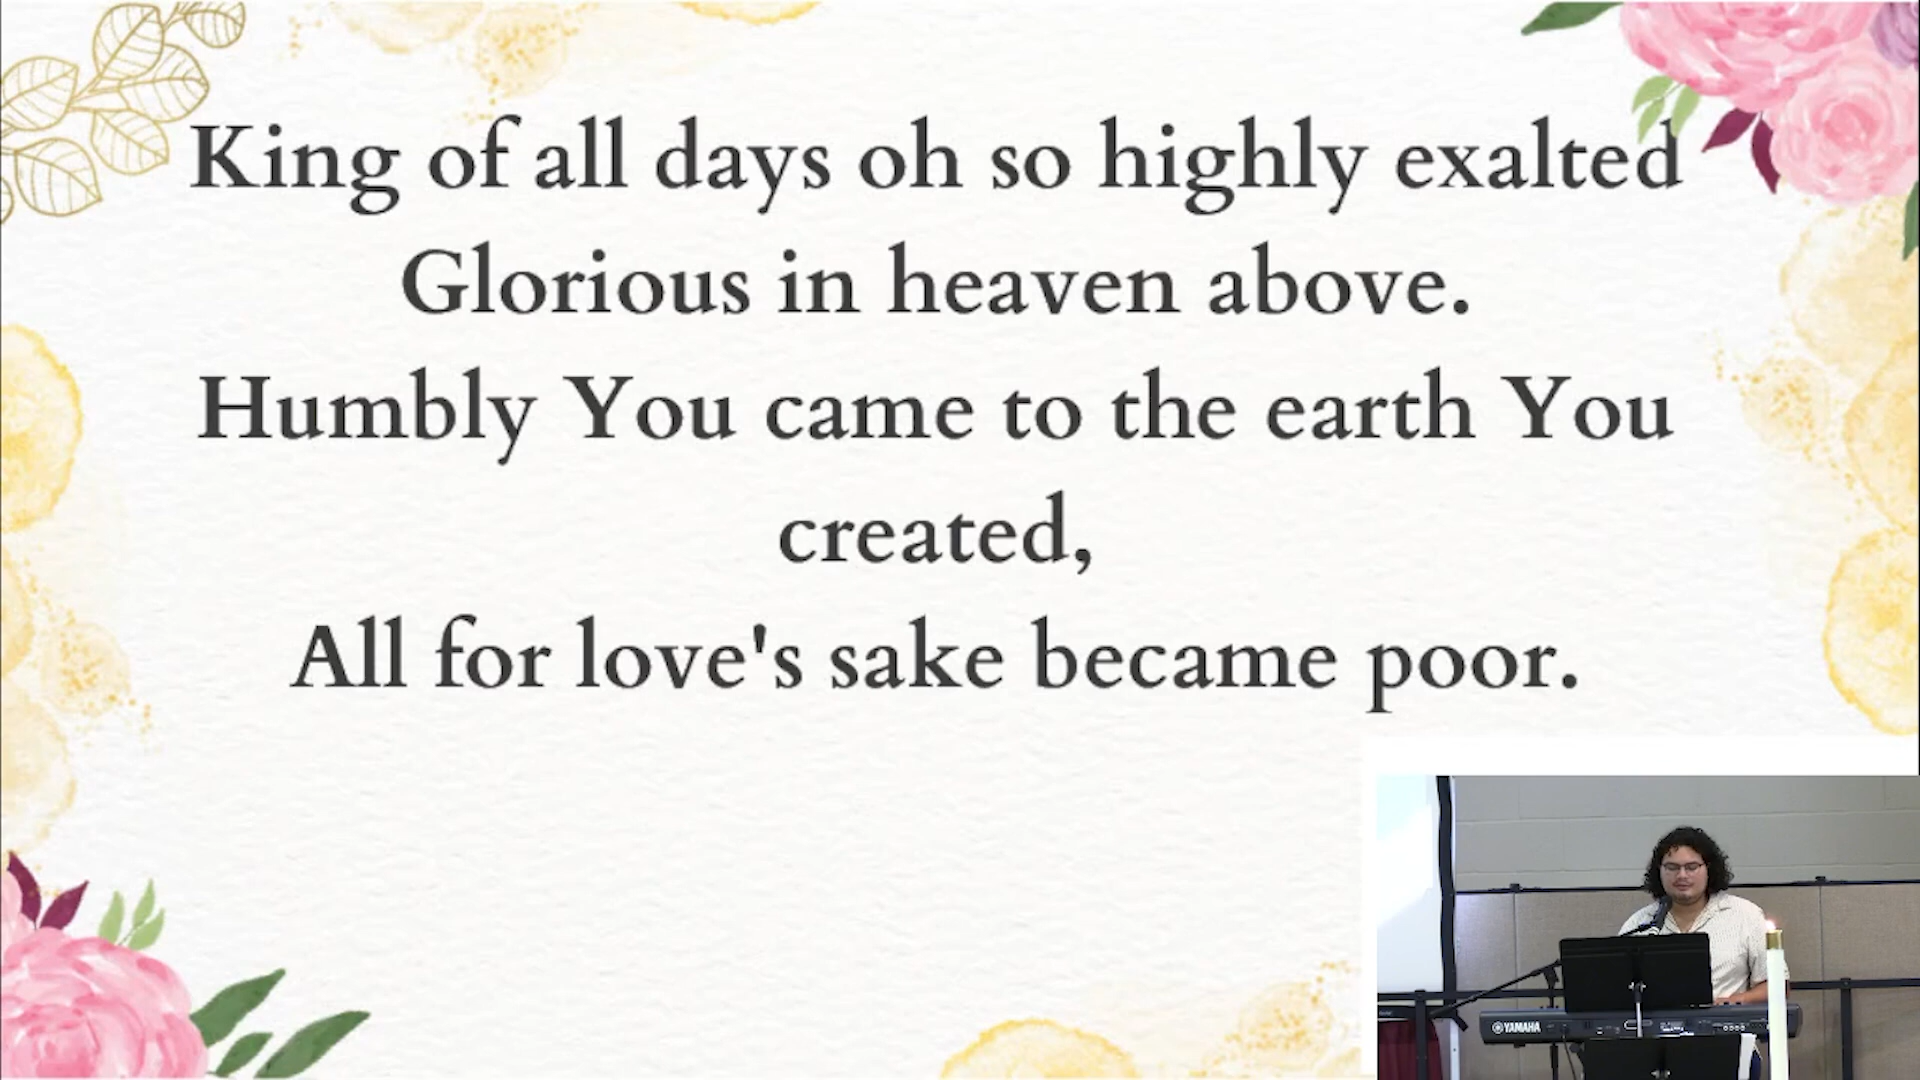 King of all days oh so highly exalted
Glorious in heaven above.
Humbly You came to the earth You
created,
All for love's sake became poor.
YAMAHA